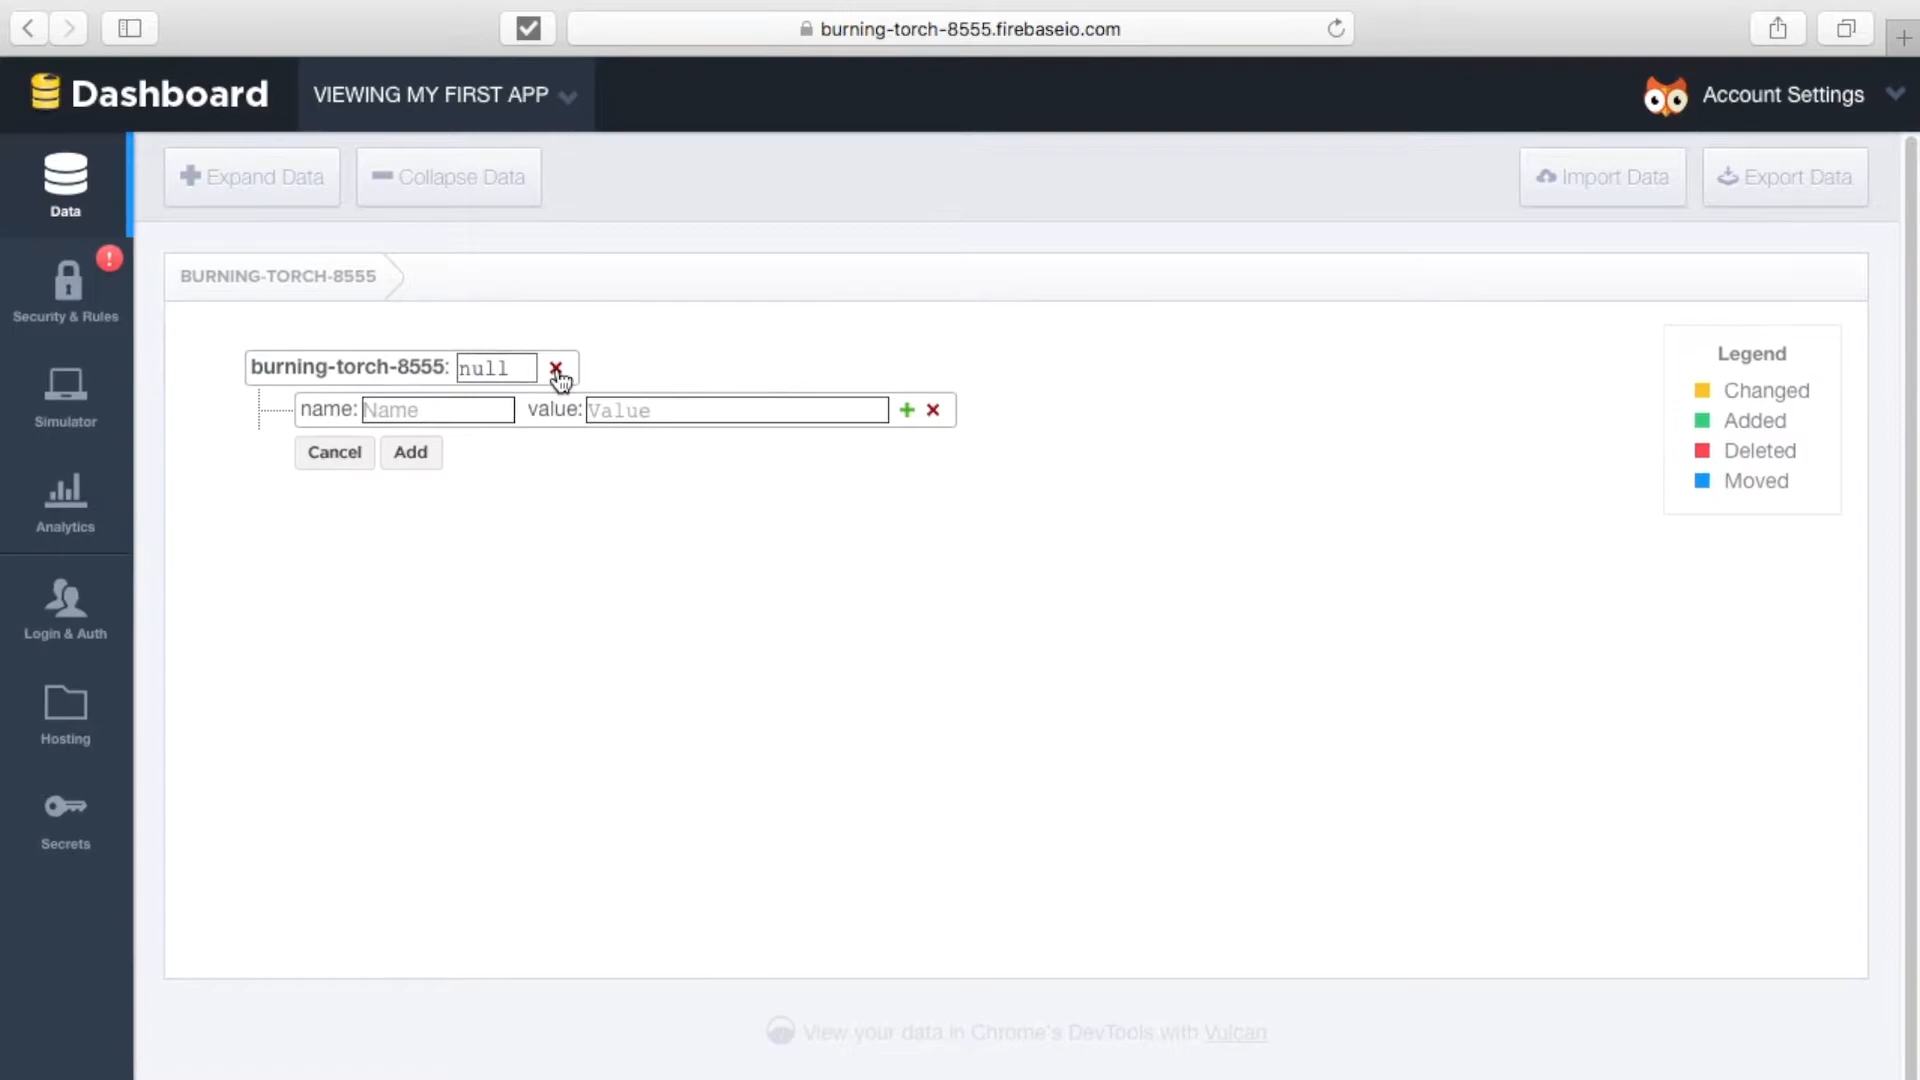 burning-torch-8555.firebaseio.com
Dashboard
VIEWING MY FIRST APP
Account Settings
Data
Security & Rules
Simulator
Analytics
Login & Auth
Hosting
Secrets
Expand Data
Collapse Data
Import Data
Export Data
BURNING-TORCH-8555
burning-torch-8555: null
name: Name value: Value
Cancel Add
Legend
Changed
Added
Deleted
Moved
View your data in Chrome's DevTools with Vulcan